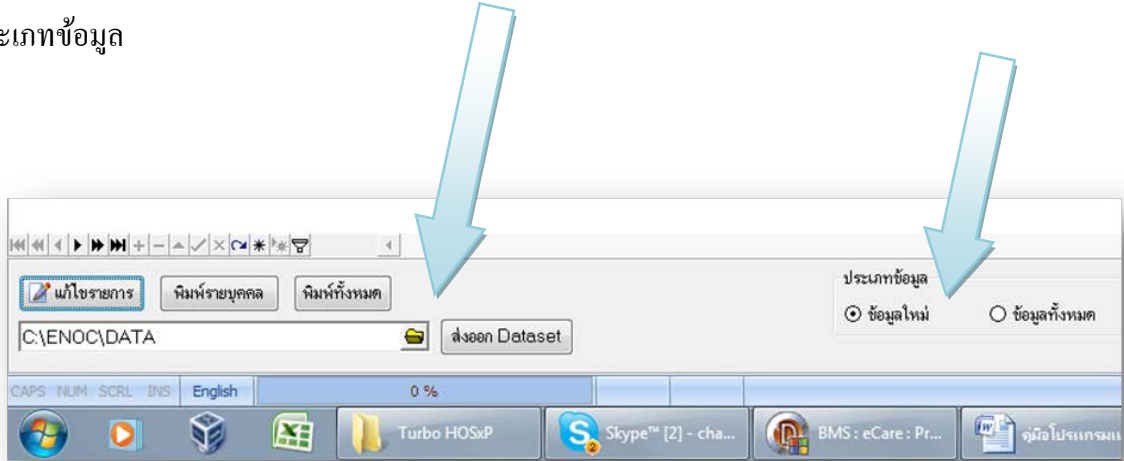 ะเภทข้อมูล
แก้ไขรายการ พิมพ์รายบุคคล พิมพ์ทั้งหมด
ประเภทข้อมูล
ข้อมูลใหม่ ข้อมูลทั้งหมด
C:\ENOC\DATA ส่งออก Dataset
CAPS NUM SCRL INS English 0 %
Turbo HOSxP Skype™ [2] - cha... BMS : eCare : Pr... คู่มือโปรแกรมแ